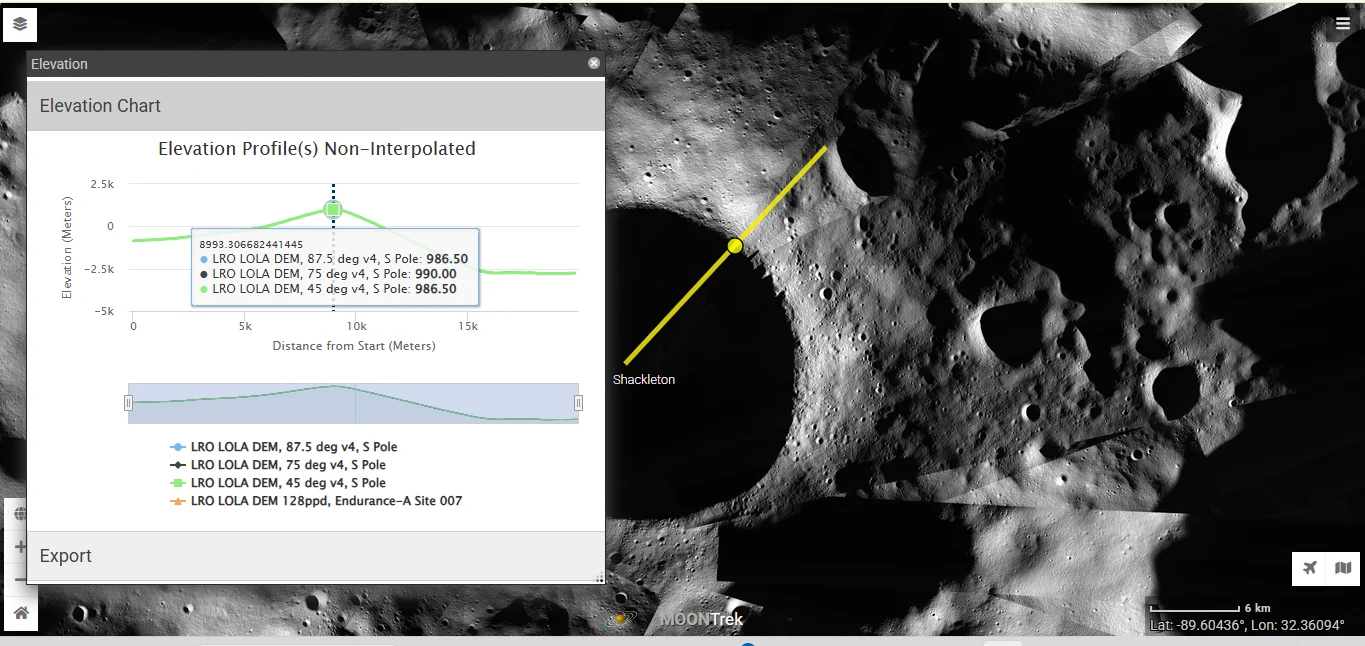 Elevation
Elevation Chart
Elevation Profile(s) Non-Interpolated
Elevation (Meters)
2.5k
0
−2.5k
−5k
8993.306682441445
LRO LOLA DEM, 87.5 deg v4, S Pole: 986.50
LRO LOLA DEM, 75 deg v4, S Pole: 990.00
LRO LOLA DEM, 45 deg v4, S Pole: 986.50
0 5k 10k 15k
Distance from Start (Meters)
LRO LOLA DEM, 87.5 deg v4, S Pole
LRO LOLA DEM, 75 deg v4, S Pole
LRO LOLA DEM, 45 deg v4, S Pole
LRO LOLA DEM 128ppd, Endurance-A Site 007
Export
Shackleton
MOONTrek
6 km
Lat: -89.60436°, Lon: 32.36094°